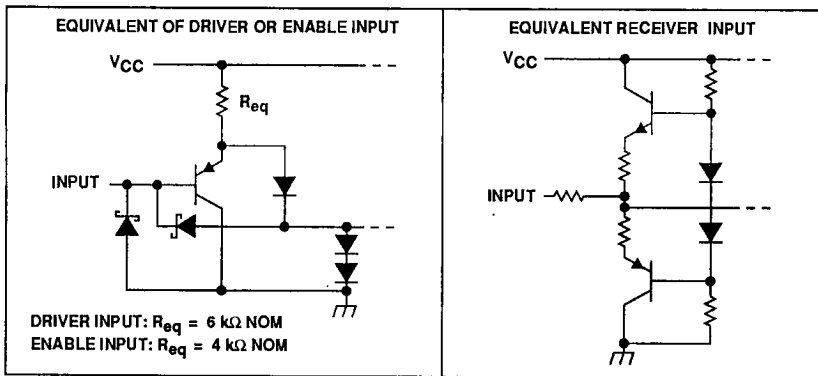 EQUIVALENT OF DRIVER OR ENABLE INPUT
VCC
Req
INPUT
DRIVER INPUT: Req = 6 kΩ NOM
ENABLE INPUT: Req = 4 kΩ NOM
EQUIVALENT RECEIVER INPUT
VCC
INPUT